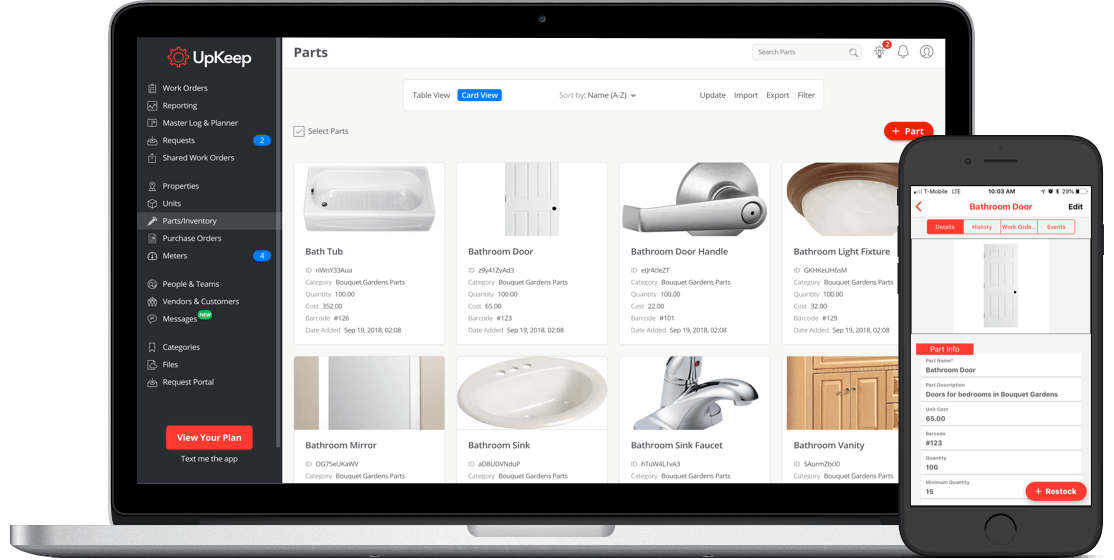 UpKeep
Work Orders
Reporting
Master Log & Planner
Requests 2
Shared Work Orders
Properties
Units
Parts/Inventory
Purchase Orders
Meters 4
People & Teams
Vendors & Customers
Messages NEW
Categories
Files
Request Portal
View Your Plan
Text me the app
Parts
Search Parts
2
Table View Card View Sort by: Name (A-Z) Update Import Export Filter
Select Parts
+ Part
Bath Tub
ID riWnY33Aua
Category Bouquet Gardens Parts
Quantity 100.00
Cost 352.00
Barcode #126
Date Added Sep 19, 2018, 02:08
Bathroom Door
ID z9y41ZyAd3
Category Bouquet Gardens Parts
Quantity 100.00
Cost 65.00
Barcode #123
Date Added Sep 19, 2018, 02:08
Bathroom Door Handle
ID eIJr4cleZT
Category Bouquet Gardens Parts
Quantity 100.00
Cost 22.00
Barcode #101
Date Added Sep 19, 2018, 02:08
Bathroom Light Fixture
ID GKHKeUH6sM
Category Bouquet Gardens Parts
Quantity 100.00
Cost 32.00
Barcode #129
Date Added Sep 19, 2018, 02:08
Bathroom Mirror
ID OG75eUKaWV
Category Bouquet Gardens Parts
Bathroom Sink
ID aD8UDVNduP
Category Bouquet Gardens Parts
Bathroom Sink Faucet
ID hTuW4L1vA3
Category Bouquet Gardens Parts
Bathroom Vanity
ID SAurmZbcl0
Category Bouquet Gardens Parts
T-Mobile LTE 10:03 AM 29%
Bathroom Door Edit
Details History Work Orde... Events
Part Info
Part Name*
Bathroom Door
Part Description
Doors for bedrooms in Bouquet Gardens
Unit Cost
65.00
Barcode
#123
Quantity
100
Minimum Quantity
15
+ Restock